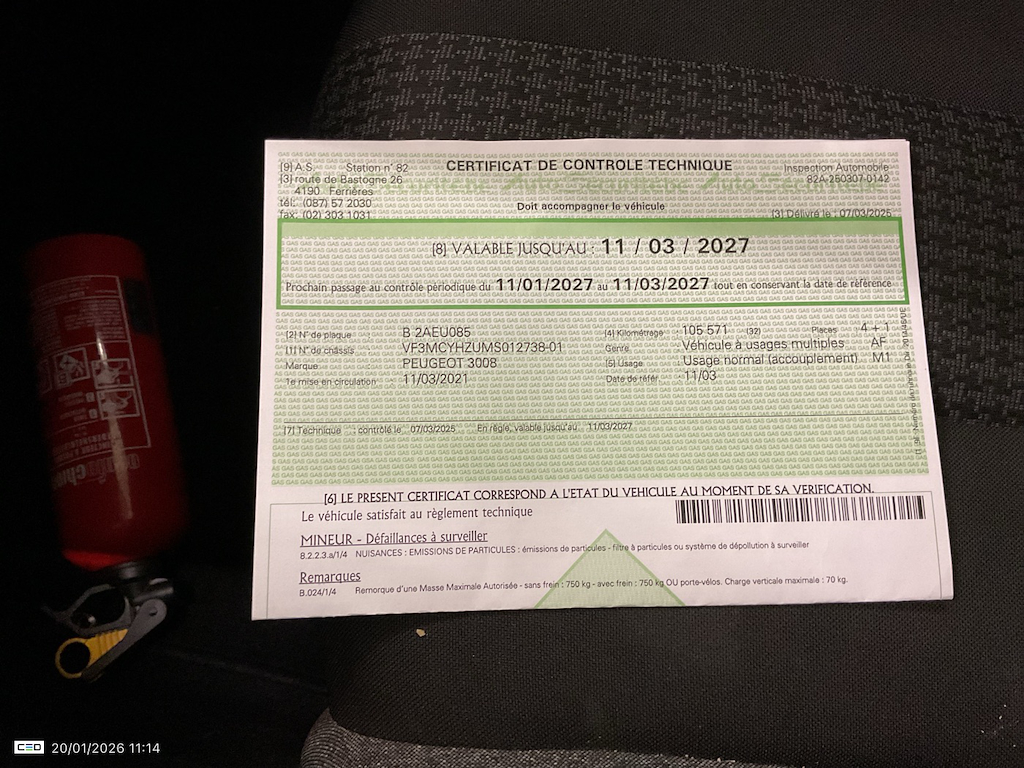 [9] A.S. Station n° 82 CERTIFICAT DE CONTROLE TECHNIQUE Inspection Automobile
[3] route de Bastogne 26 82A-250307-0142
4190 Ferrières
tél: (087) 57 2030 Doit accompagner le véhicule
fax: (02) 303 1031 [3] Délivré le : 07/03/2025
[8] VALABLE JUSQU'AU : 11 / 03 / 2027
Prochain passage au contrôle périodique du 11/01/2027 au 11/03/2027 tout en conservant la date de référence
[2] N° de plaque B 2AEU085 [4] Kilométrage 105 571 (32) Places 4 + 1
[1] N° de châssis VF3MCYHZUMS012738-01 Genre Véhicule à usages multiples AF
Marque PEUGEOT 3008 [5] Usage Usage normal (accouplement) M1
1e mise en circulation 11/03/2021 Date de référ. 11/03
[7] Technique : contrôlé le 07/03/2025 En règle, valable jusqu'au 11/03/2027
[6] LE PRESENT CERTIFICAT CORRESPOND A L'ETAT DU VEHICULE AU MOMENT DE SA VERIFICATION.
Le véhicule satisfait au règlement technique
MINEUR - Défaillances à surveiller
8.2.2.3.a/1/4 NUISANCES : EMISSIONS DE PARTICULES : émissions de particules - filtre à particules ou système de dépollution à surveiller
Remarques
B.024/1/4 Remorque d'une Masse Maximale Autorisée - sans frein : 750 kg - avec frein : 750 kg OU porte-vélos. Charge verticale maximale : 70 kg.
CEO 20/01/2026 11:14